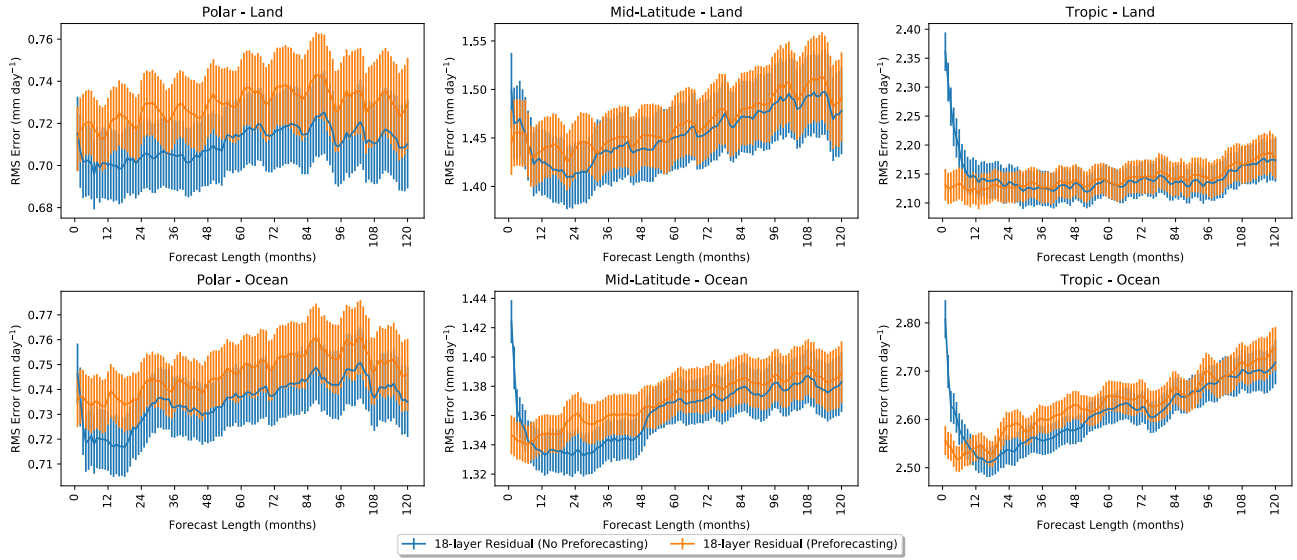 Polar - Land
Mid-Latitude - Land
Tropic - Land
RMS Error (mm day⁻¹)
0.76
0.74
0.72
0.70
0.68
0 12 24 36 48 60 72 84 96 108 120
Forecast Length (months)
RMS Error (mm day⁻¹)
1.55
1.50
1.45
1.40
0 12 24 36 48 60 72 84 96 108 120
Forecast Length (months)
RMS Error (mm day⁻¹)
2.40
2.35
2.30
2.25
2.20
2.15
2.10
0 12 24 36 48 60 72 84 96 108 120
Forecast Length (months)
Polar - Ocean
Mid-Latitude - Ocean
Tropic - Ocean
RMS Error (mm day⁻¹)
0.77
0.76
0.75
0.74
0.73
0.72
0.71
0 12 24 36 48 60 72 84 96 108 120
Forecast Length (months)
RMS Error (mm day⁻¹)
1.44
1.42
1.40
1.38
1.36
1.34
1.32
0 12 24 36 48 60 72 84 96 108 120
Forecast Length (months)
RMS Error (mm day⁻¹)
2.80
2.70
2.60
2.50
0 12 24 36 48 60 72 84 96 108 120
Forecast Length (months)
18-layer Residual (No Preforecasting)
18-layer Residual (Preforecasting)